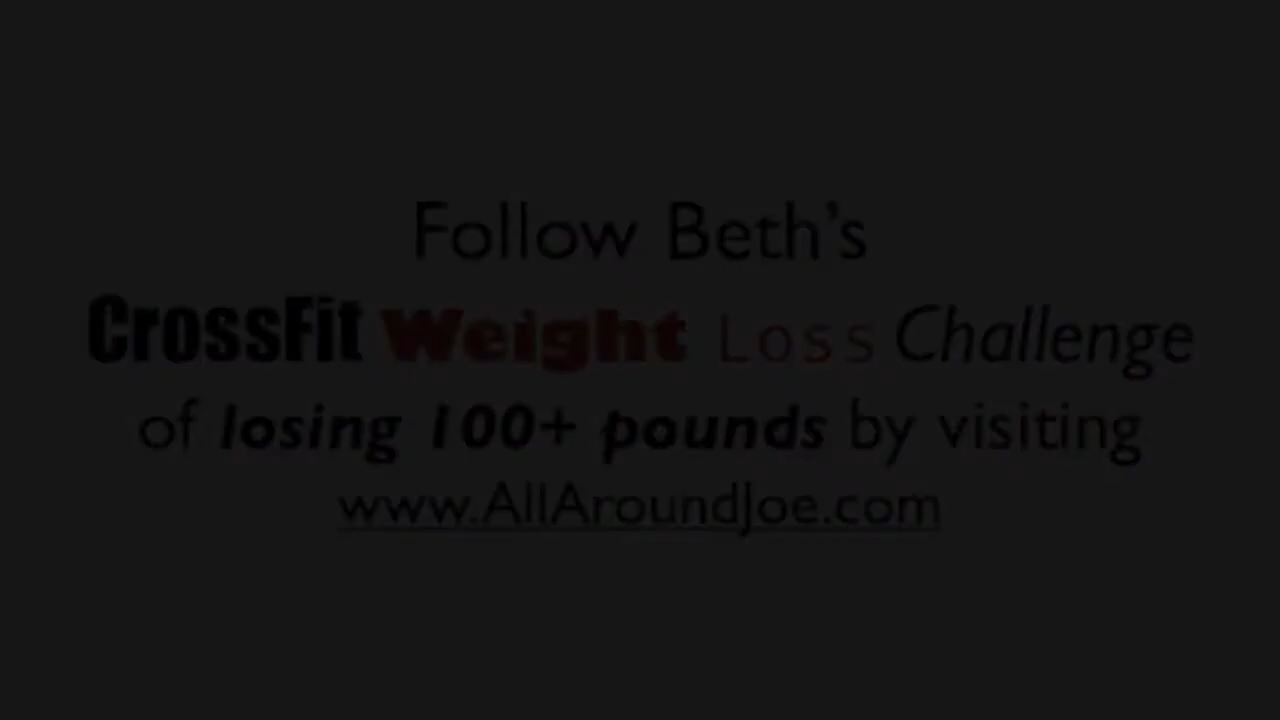 Follow Beth's
CrossFit Weight Loss Challenge
of losing 100+ pounds by visiting
www.AllAroundJoe.com